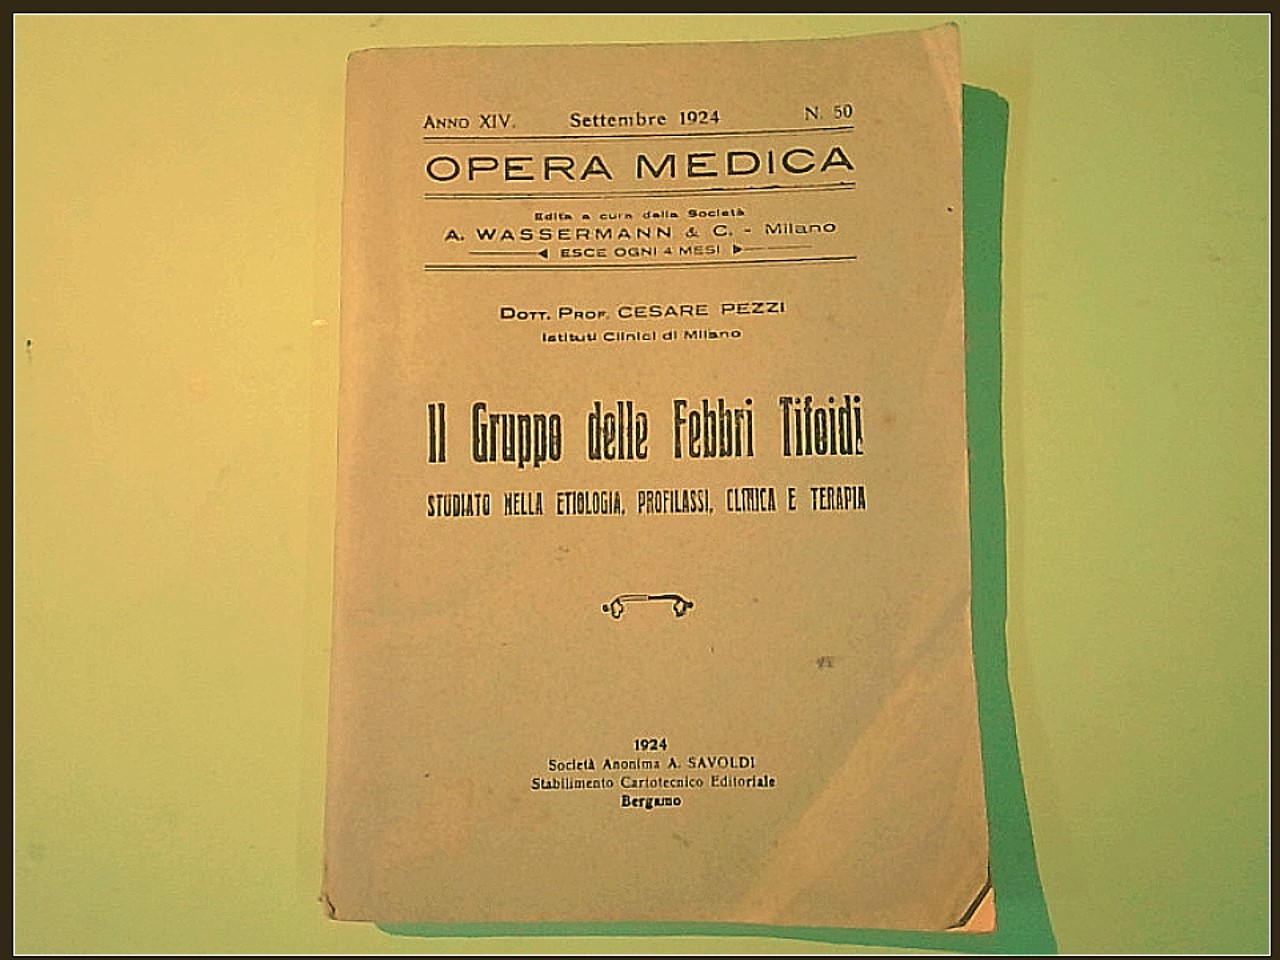 ANNO XIV. Settembre 1924 N. 50
OPERA MEDICA
Edita a cura della Società
A. WASSERMANN & C. - Milano
ESCE OGNI 4 MESI
DOTT. PROF. CESARE PEZZI
Istituti Clinici di Milano
Il Gruppo delle Febbri Tifoidi
STUDIATO NELLA ETIOLOGIA, PROFILASSI, CLINICA E TERAPIA
1924
Società Anonima A. SAVOLDI
Stabilimento Cartotecnico Editoriale
Bergamo